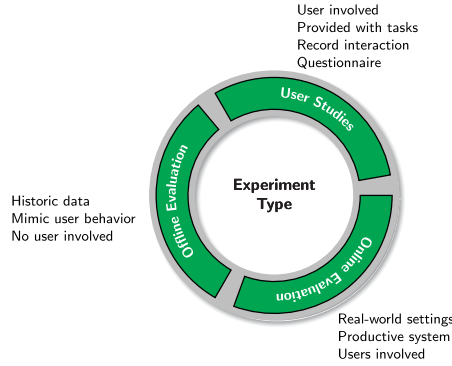 User involved
Provided with tasks
Record interaction
Questionnaire
User Studies
Offline Evaluation
Experiment
Type
Historic data
Mimic user behavior
No user involved
Online Evaluation
Real-world settings
Productive system
Users involved